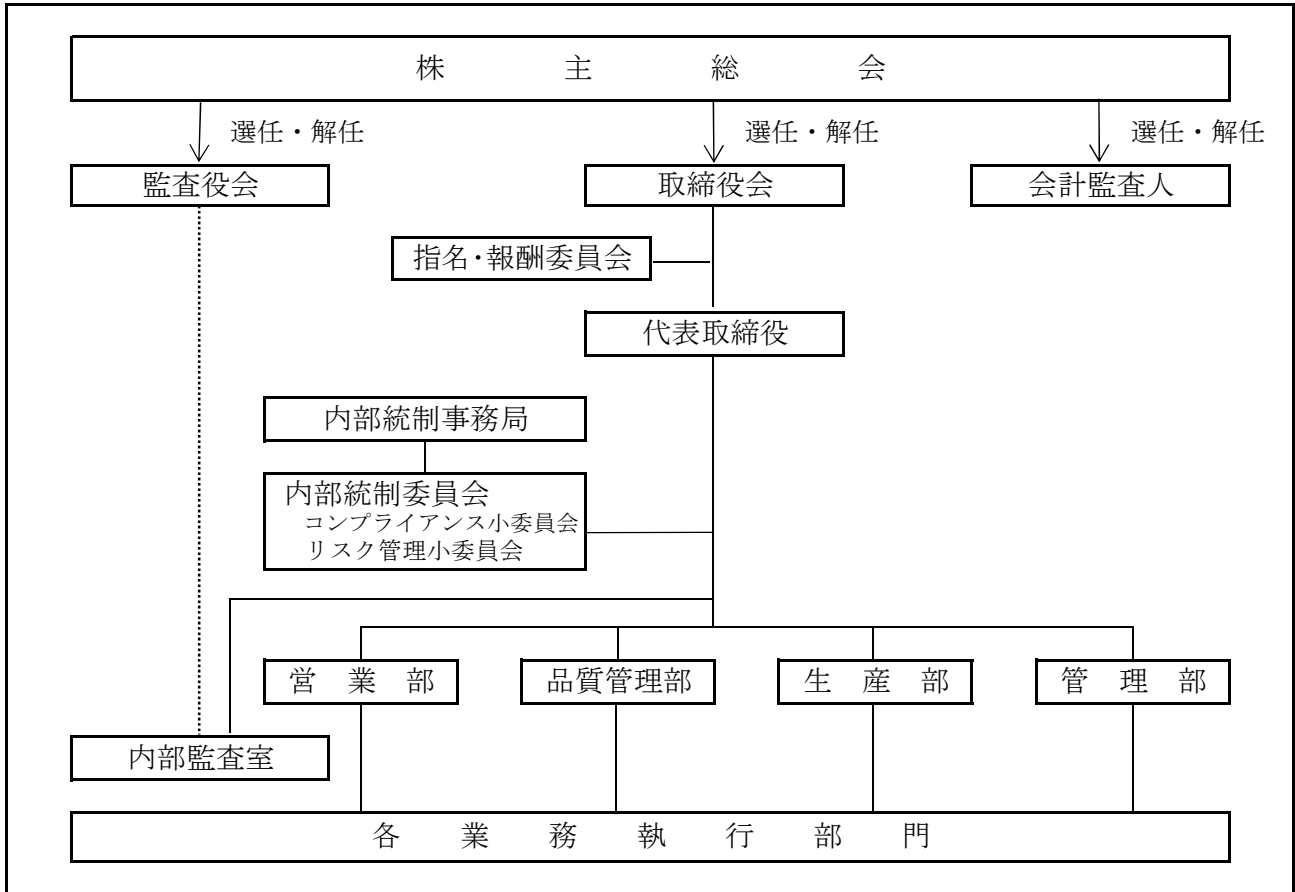 株主総会
選任・解任
選任・解任
選任・解任
監査役会
取締役会
会計監査人
指名・報酬委員会
代表取締役
内部統制事務局
内部統制委員会
コンプライアンス小委員会
リスク管理小委員会
営業部
品質管理部
生産部
管理部
内部監査室
各業務執行部門